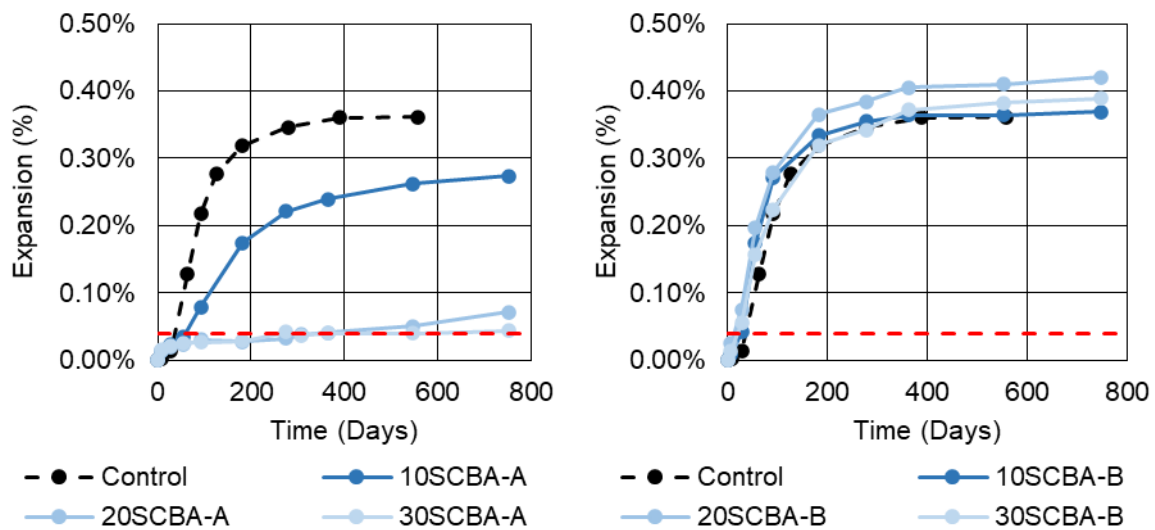 0.50%
0.40%
0.30%
0.20%
0.10%
0.00%
Expansion (%)
0 200 400 600 800
Time (Days)
Control 10SCBA-A
20SCBA-A 30SCBA-A
0.50%
0.40%
0.30%
0.20%
0.10%
0.00%
Expansion (%)
0 200 400 600 800
Time (Days)
Control 10SCBA-B
20SCBA-B 30SCBA-B